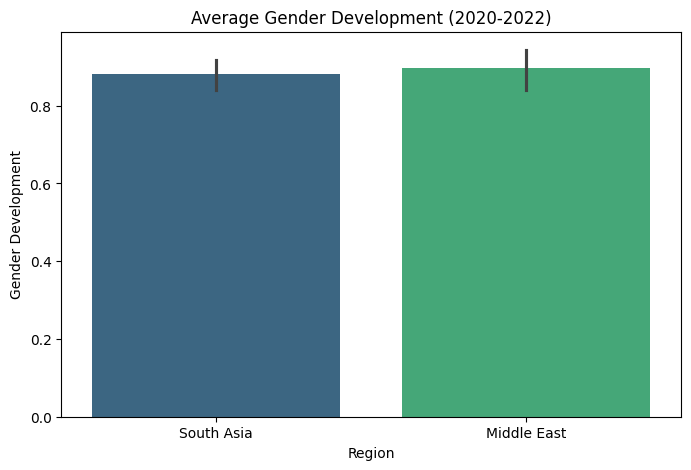 Average Gender Development (2020-2022)
Gender Development
0.8
0.6
0.4
0.2
0.0
South Asia
Middle East
Region